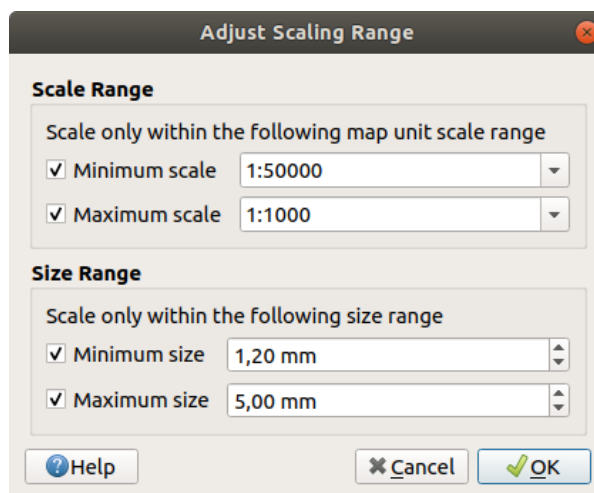 Adjust Scaling Range
Scale Range
Scale only within the following map unit scale range
Minimum scale 1:50000
Maximum scale 1:1000
Size Range
Scale only within the following size range
Minimum size 1,20 mm
Maximum size 5,00 mm
Help Cancel OK